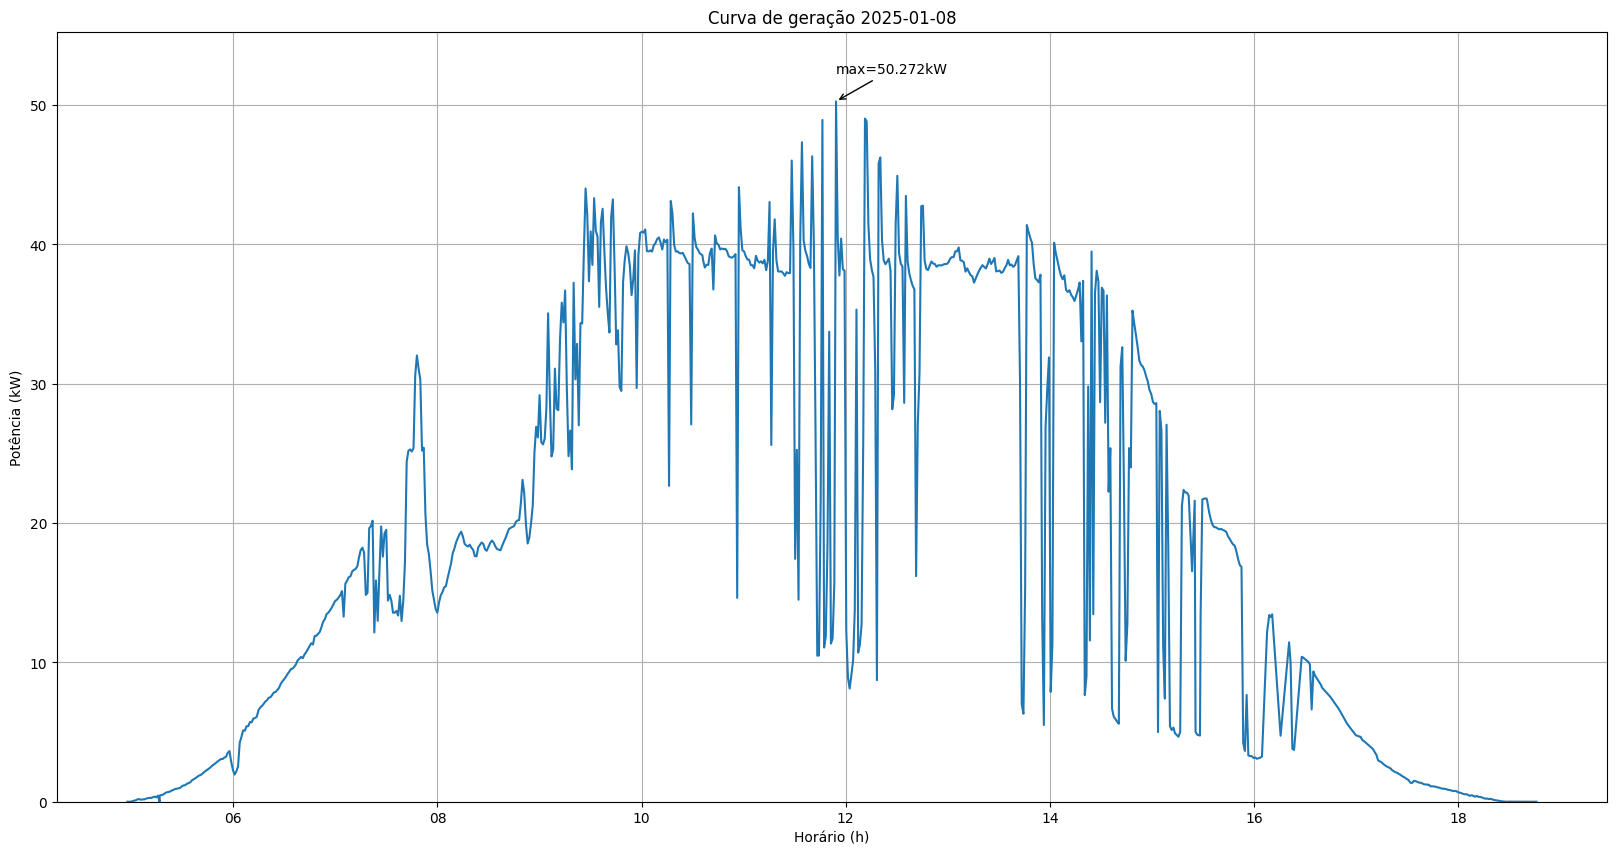 Curva de geração 2025-01-08
max=50.272kW
50
40
30
20
10
0
Potência (kW)
06 08 10 12 14 16 18
Horário (h)